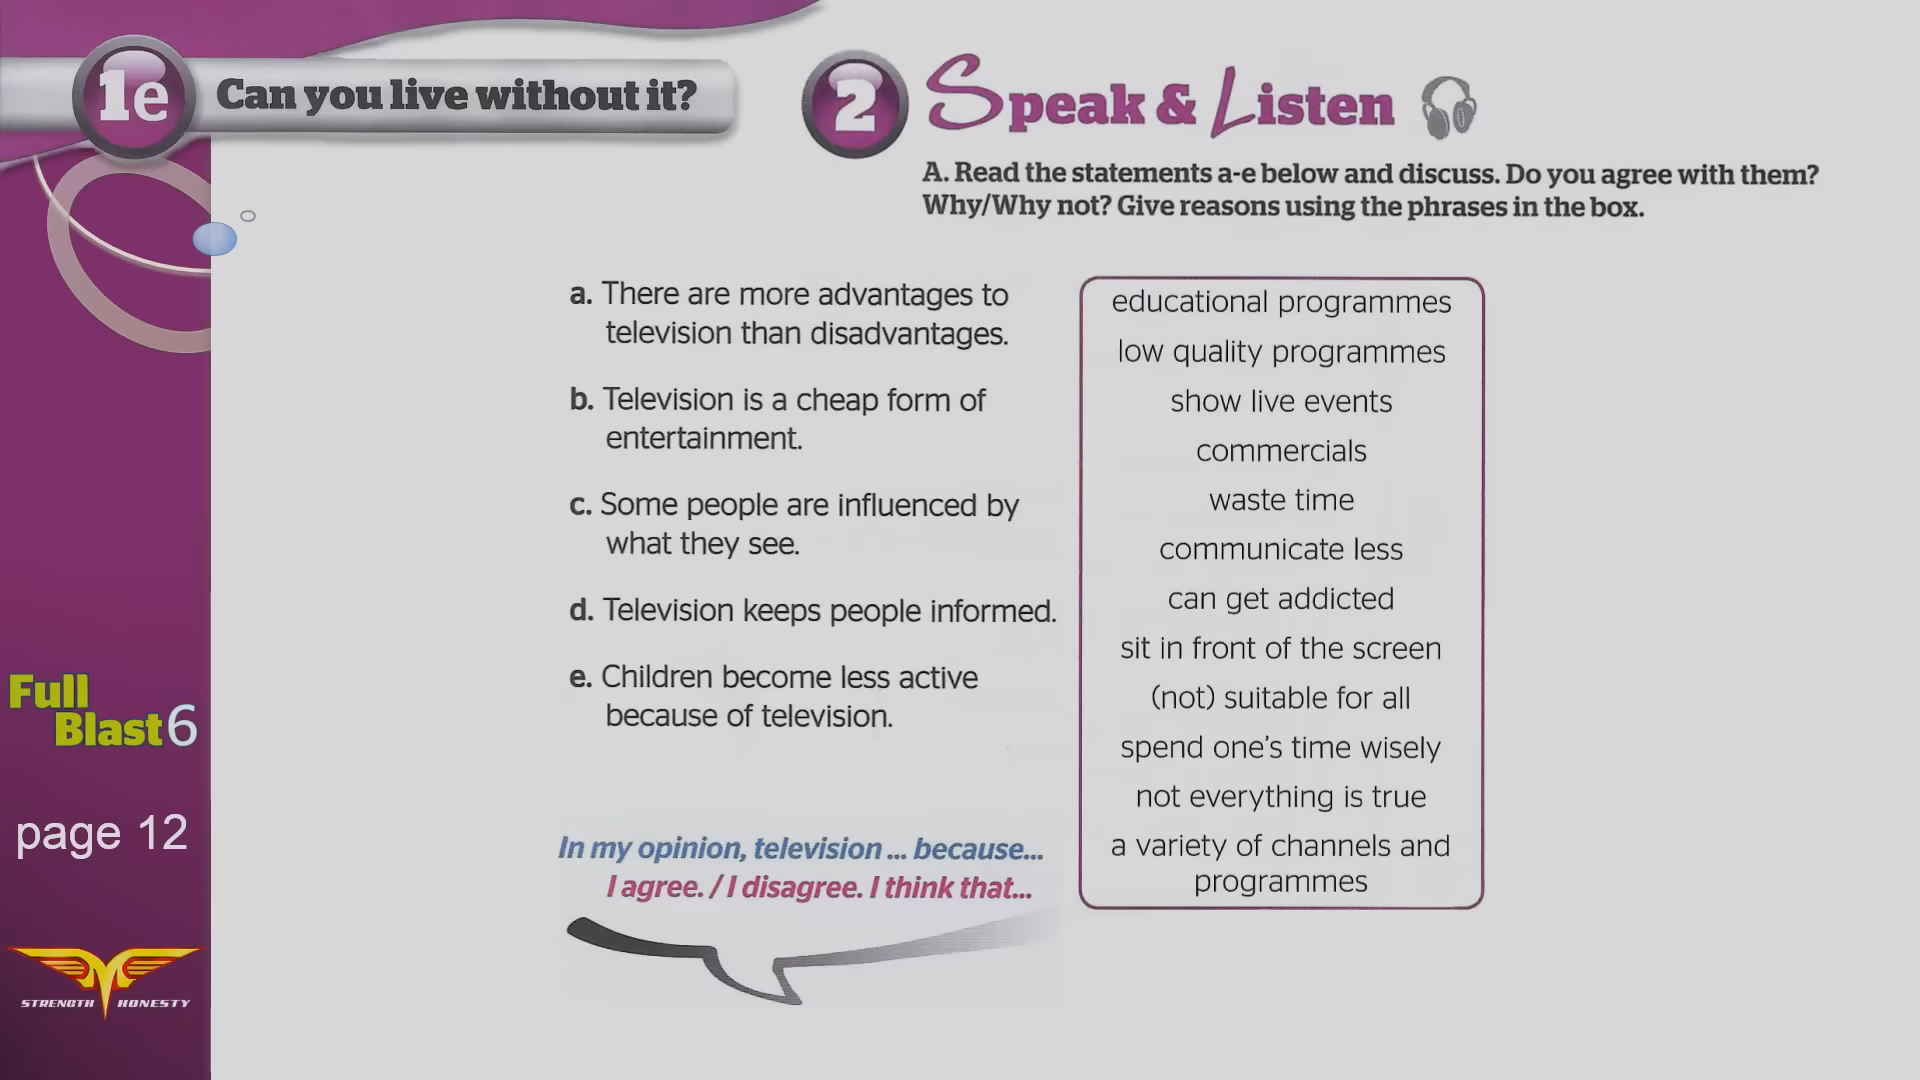 1e Can you live without it?
2 Speak & Listen
A. Read the statements a-e below and discuss. Do you agree with them?
Why/Why not? Give reasons using the phrases in the box.
a. There are more advantages to
television than disadvantages.
b. Television is a cheap form of
entertainment.
c. Some people are influenced by
what they see.
d. Television keeps people informed.
e. Children become less active
because of television.
In my opinion, television ... because...
I agree. / I disagree. I think that...
educational programmes
low quality programmes
show live events
commercials
waste time
communicate less
can get addicted
sit in front of the screen
(not) suitable for all
spend one's time wisely
not everything is true
a variety of channels and
programmes
Full
Blast 6
page 12
STRENGTH HONESTY